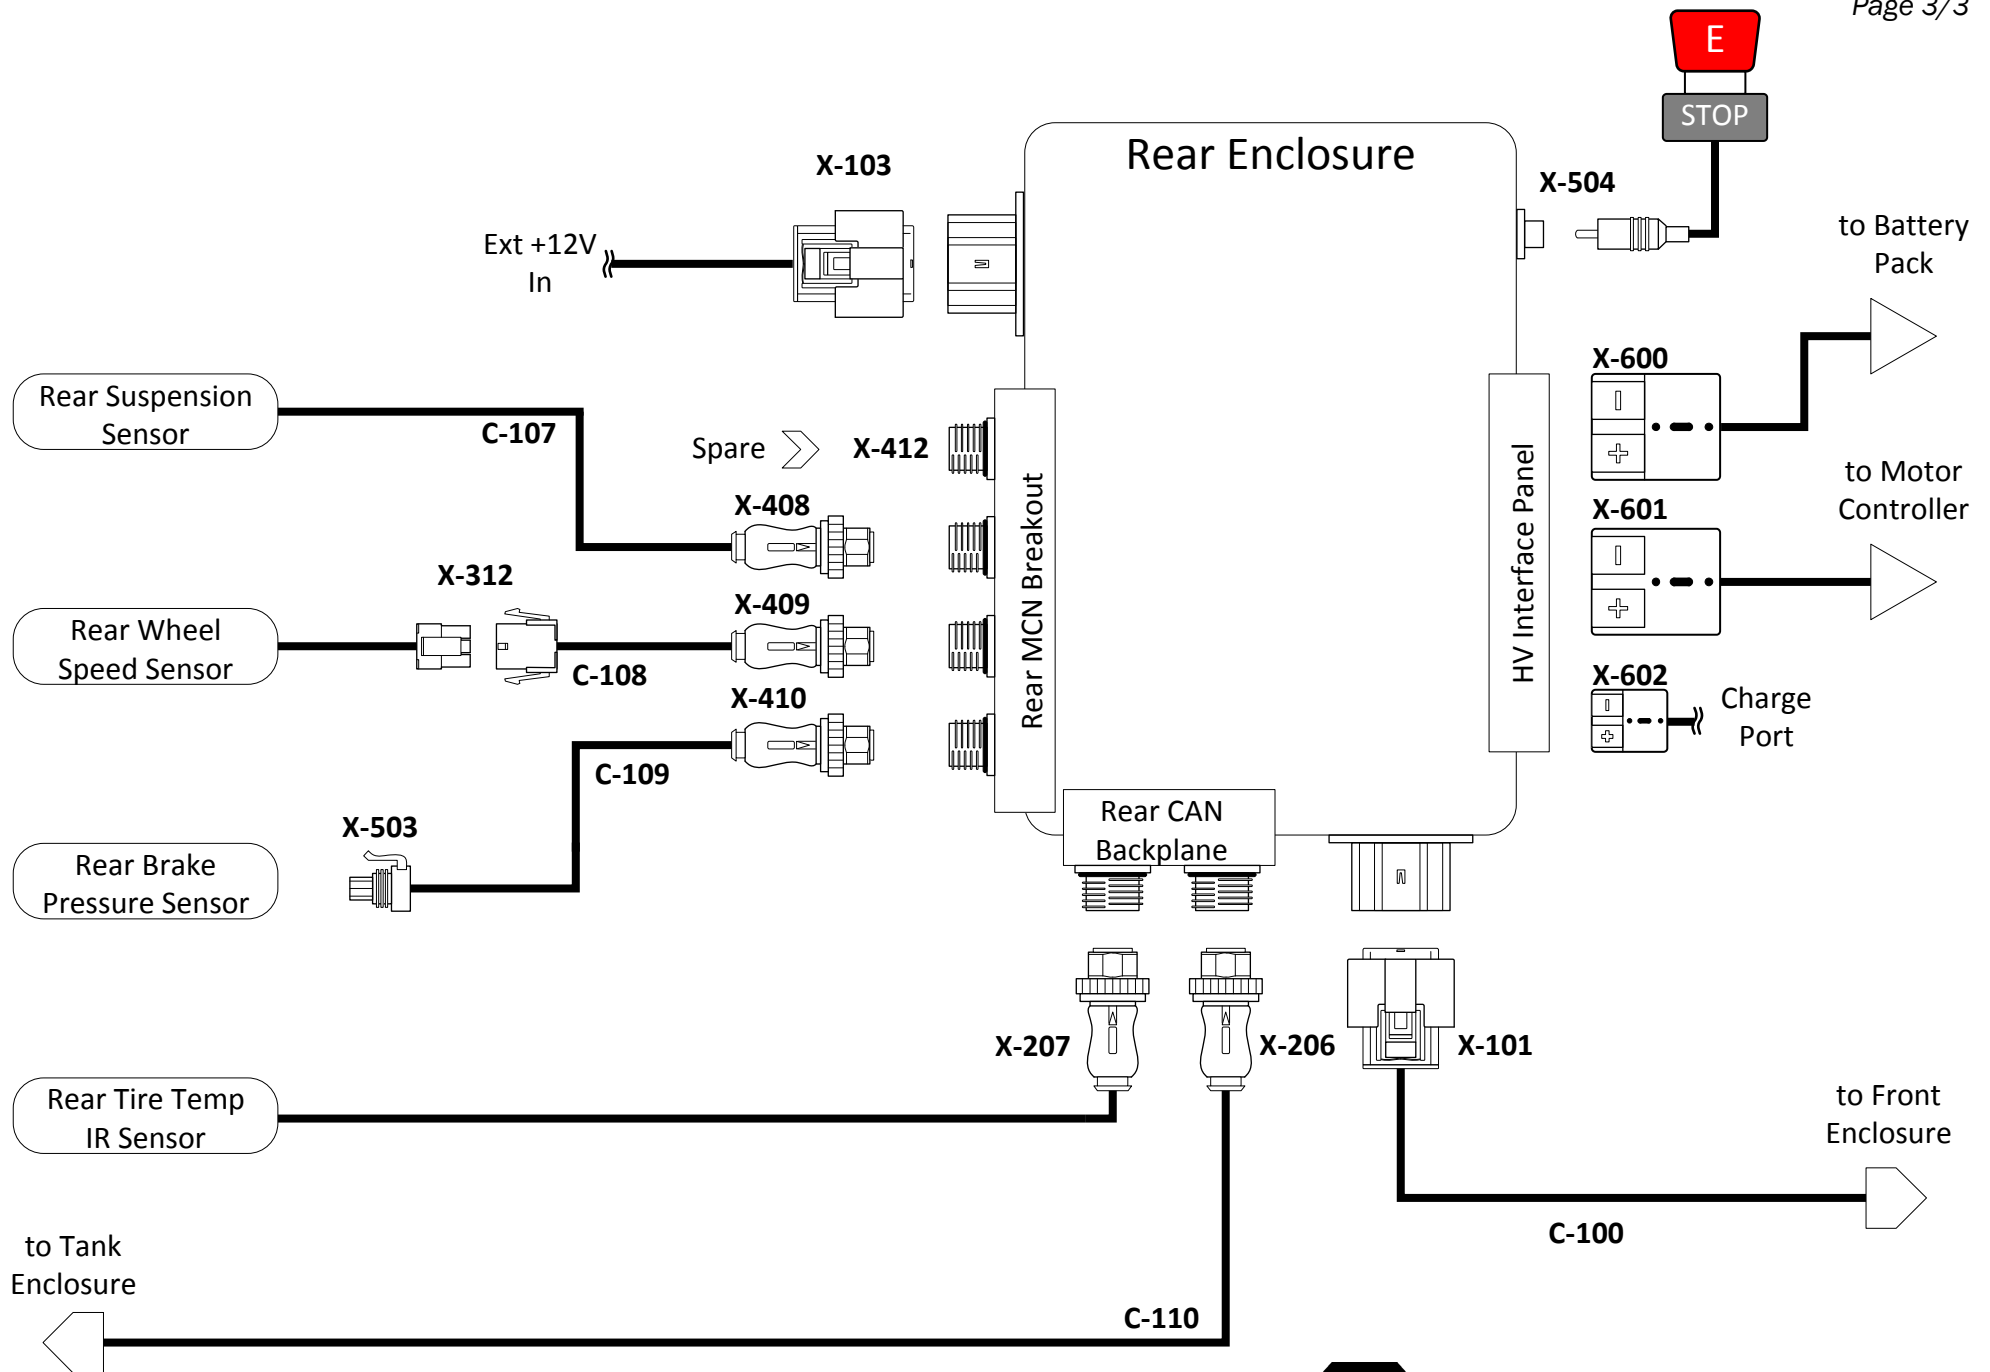 Page 3/3
E
STOP
Rear Enclosure
X-103
X-504
Ext +12V
In
to Battery
Pack
X-600
Rear Suspension
Sensor
C-107
Spare
X-412
X-408
to Motor
Controller
X-601
Rear MCN Breakout
HV Interface Panel
X-312
X-409
Rear Wheel
Speed Sensor
C-108
X-410
X-602
Charge
Port
C-109
X-503
Rear CAN
Backplane
Rear Brake
Pressure Sensor
X-207
X-206
X-101
Rear Tire Temp
IR Sensor
to Front
Enclosure
C-100
to Tank
Enclosure
C-110